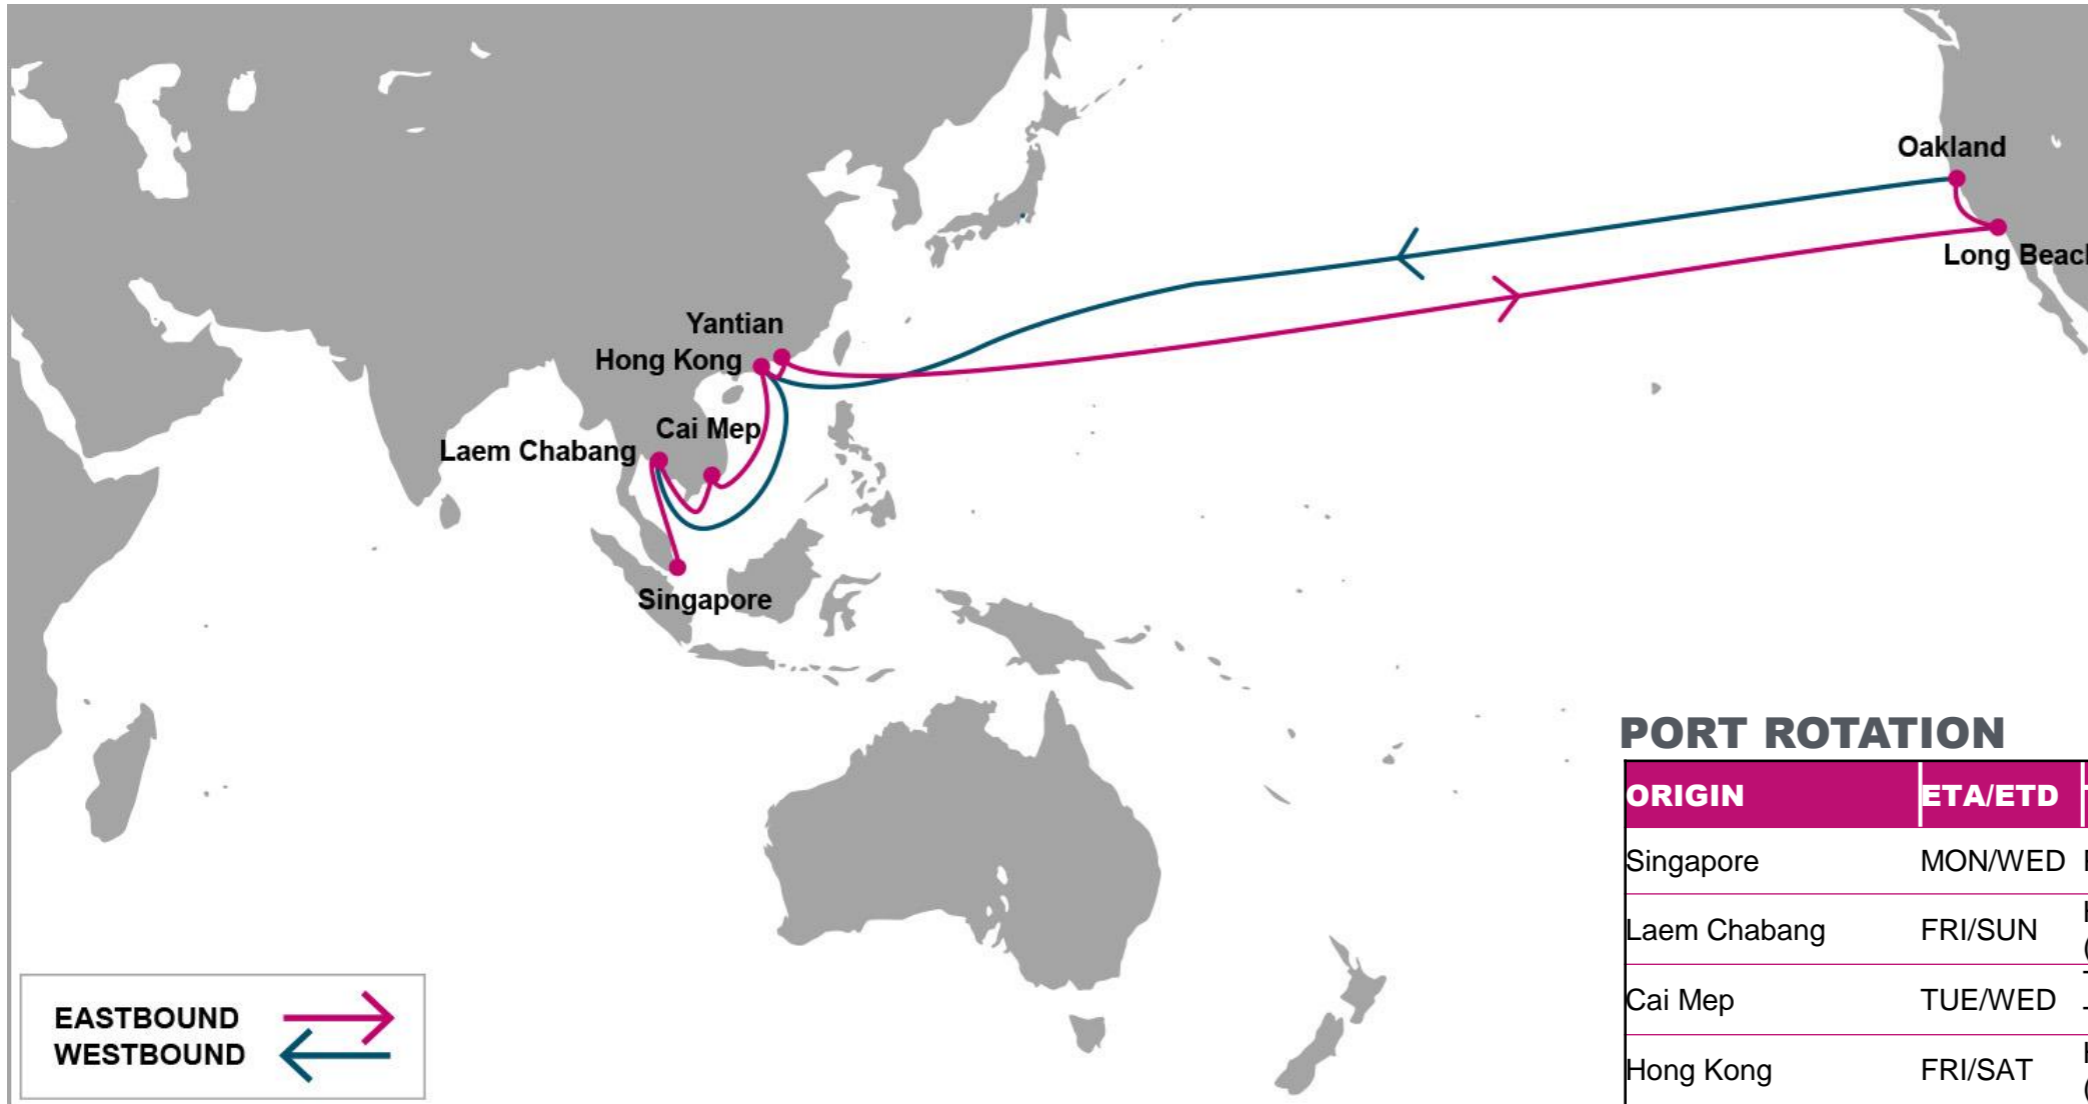 Oakland
Long Beach
Yantian
Hong Kong
Cai Mep
Laem Chabang
Singapore
PORT ROTATION
ORIGIN ETA/ETD
Singapore MON/WED
Laem Chabang FRI/SUN
Cai Mep TUE/WED
Hong Kong FRI/SAT
EASTBOUND
WESTBOUND